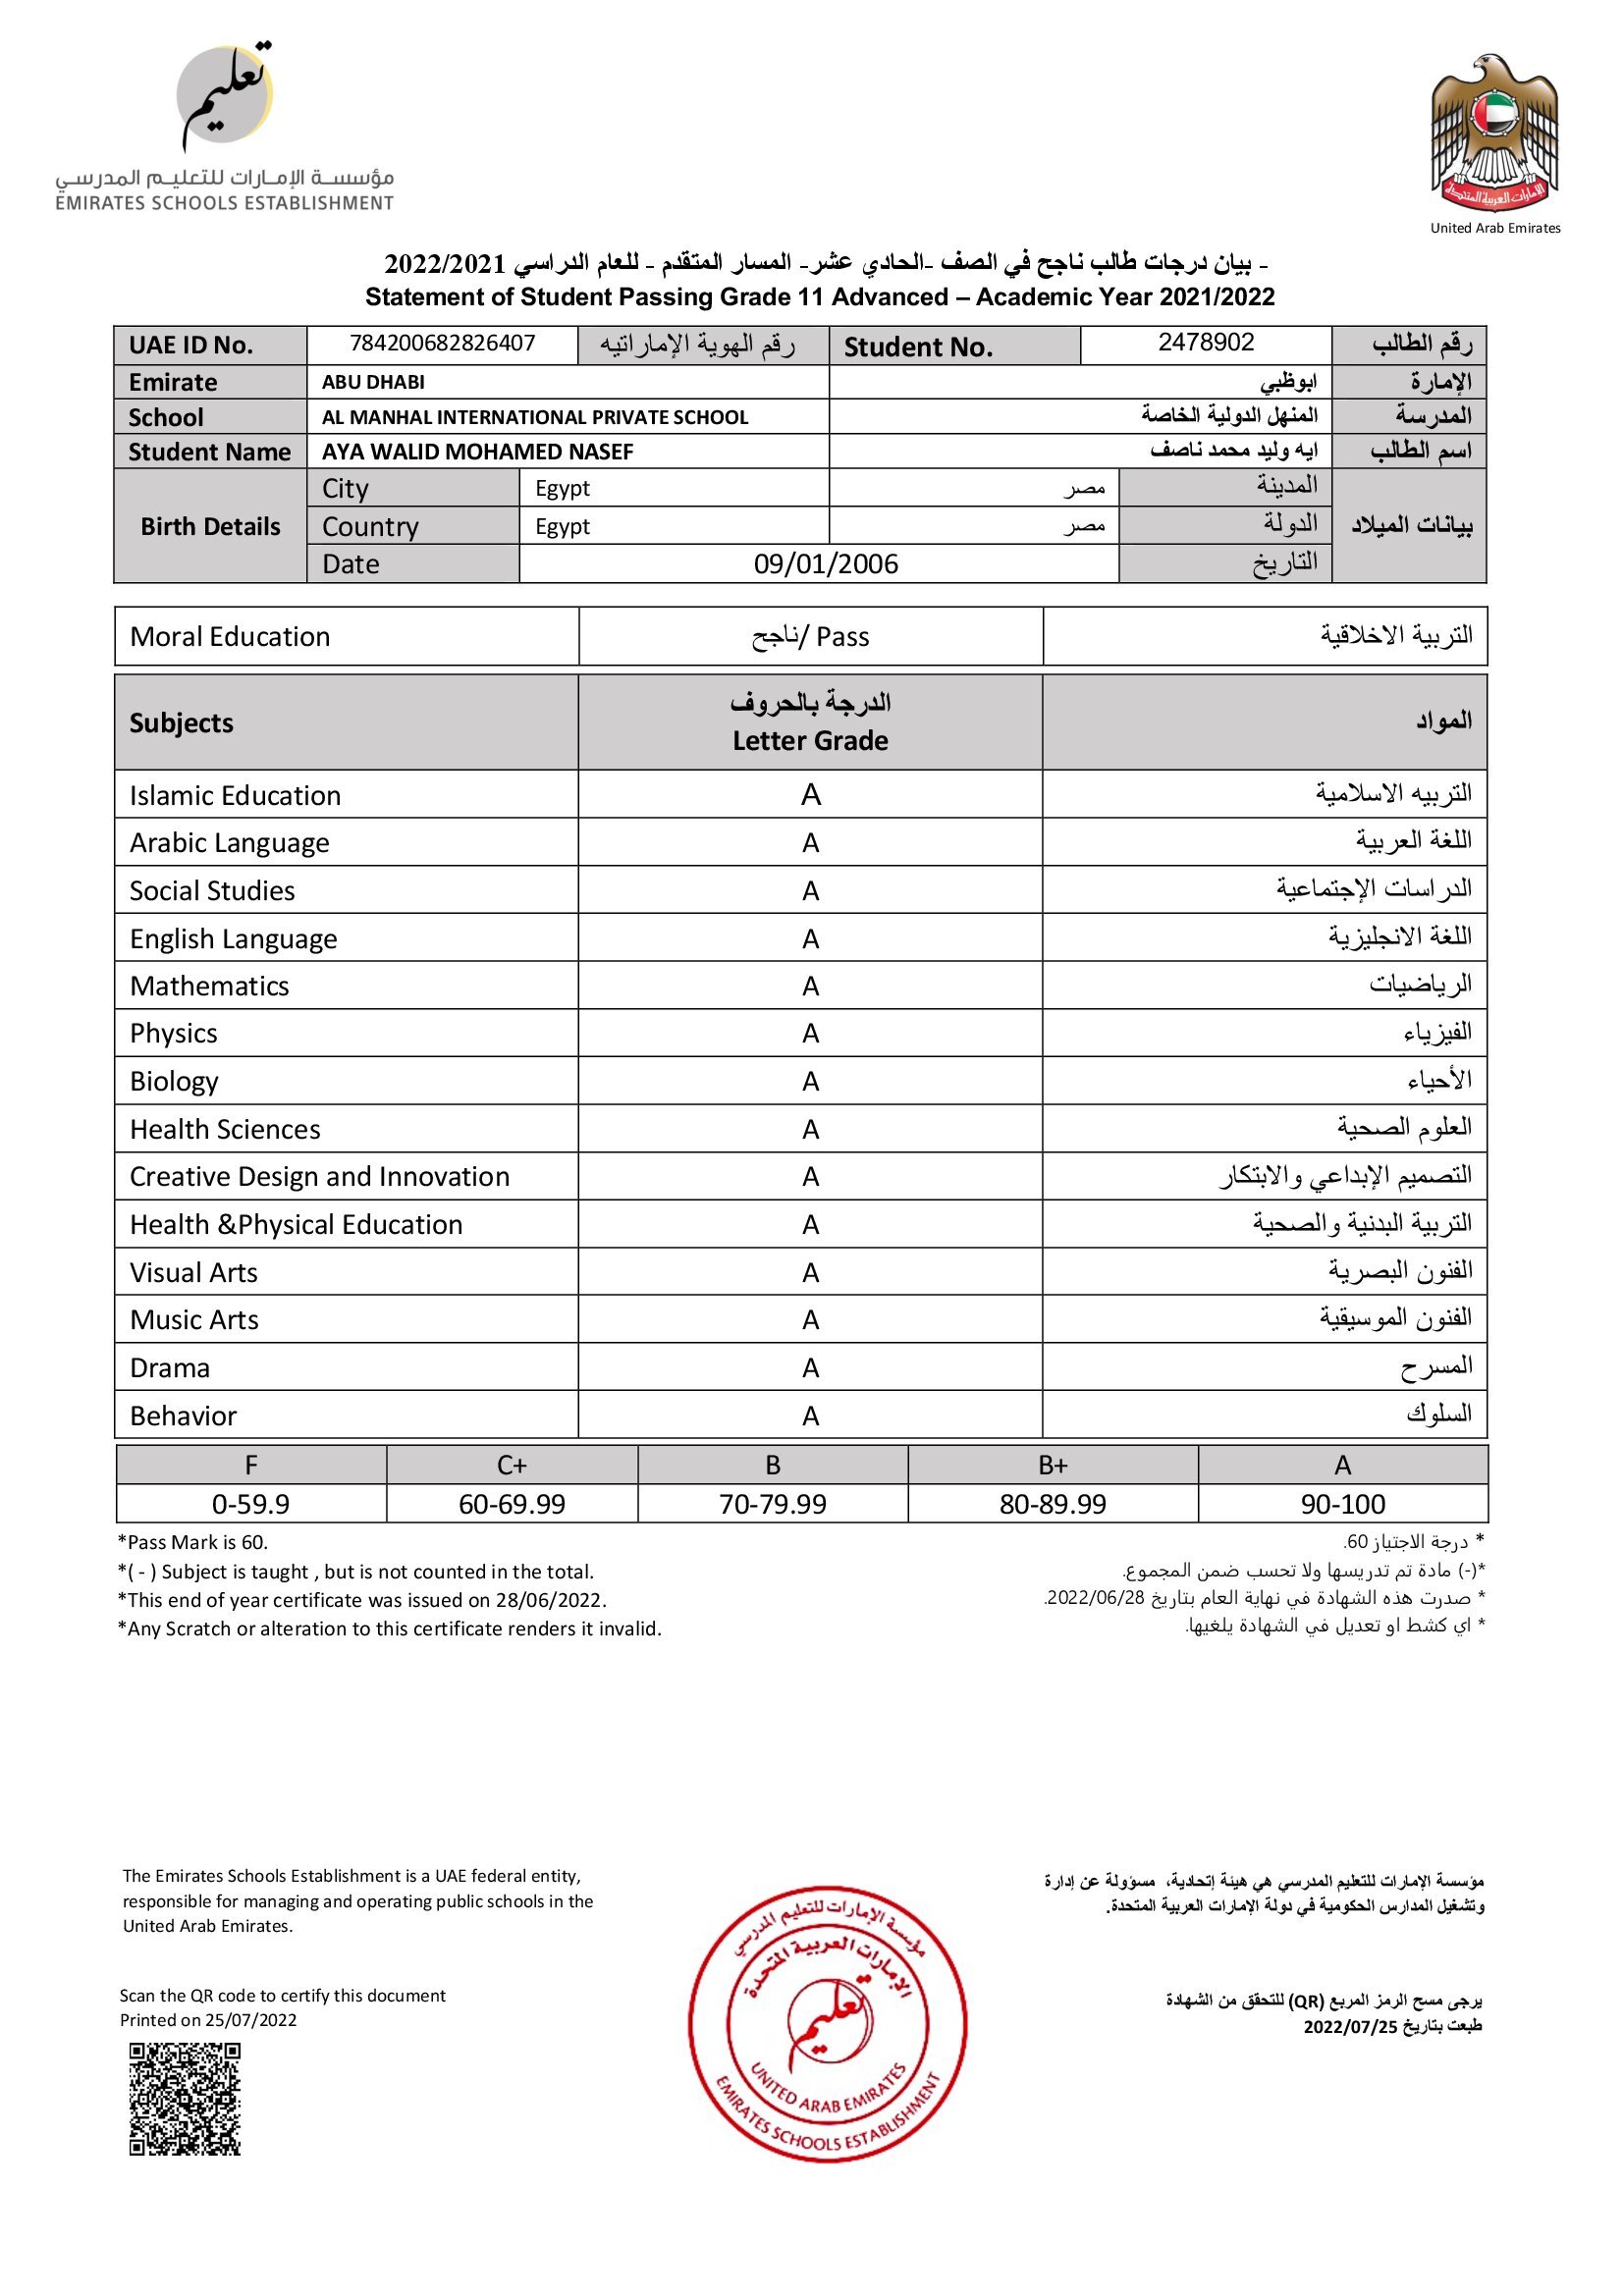 تعليم
مؤسسة الإمارات للتعليم المدرسي
EMIRATES SCHOOLS ESTABLISHMENT
الإمارات العربية المتحدة
United Arab Emirates
- بيان درجات طالب ناجح في الصف -الحادي عشر- المسار المتقدم - للعام الدراسي 2022/2021
Statement of Student Passing Grade 11 Advanced – Academic Year 2021/2022
UAE ID No. 784200682826407 رقم الهوية الإماراتيه Student No. 2478902 رقم الطالب
Emirate ABU DHABI ابوظبي الإمارة
School AL MANHAL INTERNATIONAL PRIVATE SCHOOL المنهل الدولية الخاصة المدرسة
Student Name AYA WALID MOHAMED NASEF ايه وليد محمد ناصف اسم الطالب
Birth Details City Egypt مصر المدينة بيانات الميلاد
Country Egypt مصر الدولة
Date 09/01/2006 التاريخ
Moral Education ناجح/ Pass التربية الاخلاقية
Subjects الدرجة بالحروف المواد
Letter Grade
Islamic Education A التربيه الاسلامية
Arabic Language A اللغة العربية
Social Studies A الدراسات الإجتماعية
English Language A اللغة الانجليزية
Mathematics A الرياضيات
Physics A الفيزياء
Biology A الأحياء
Health Sciences A العلوم الصحية
Creative Design and Innovation A التصميم الإبداعي والابتكار
Health &Physical Education A التربية البدنية والصحية
Visual Arts A الفنون البصرية
Music Arts A الفنون الموسيقية
Drama A المسرح
Behavior A السلوك
F C+ B B+ A
0-59.9 60-69.99 70-79.99 80-89.99 90-100
*Pass Mark is 60. * درجة الاجتياز 60.
*( - ) Subject is taught , but is not counted in the total. *(-) مادة تم تدريسها ولا تحسب ضمن المجموع.
*This end of year certificate was issued on 28/06/2022. * صدرت هذه الشهادة في نهاية العام بتاريخ 2022/06/28.
*Any Scratch or alteration to this certificate renders it invalid. * اي كشط او تعديل في الشهادة يلغيها.
The Emirates Schools Establishment is a UAE federal entity,
responsible for managing and operating public schools in the
United Arab Emirates.
مؤسسة الإمارات للتعليم المدرسي هي هيئة إتحادية، مسؤولة عن إدارة
وتشغيل المدارس الحكومية في دولة الإمارات العربية المتحدة.
Scan the QR code to certify this document
Printed on 25/07/2022
يرجى مسح الرمز المربع (QR) للتحقق من الشهادة
طبعت بتاريخ 2022/07/25
مؤسسة الإمارات للتعليم المدرسي
الإمارات العربية المتحدة
تعليم
UNITED ARAB EMIRATES
EMIRATES SCHOOLS ESTABLISHMENT